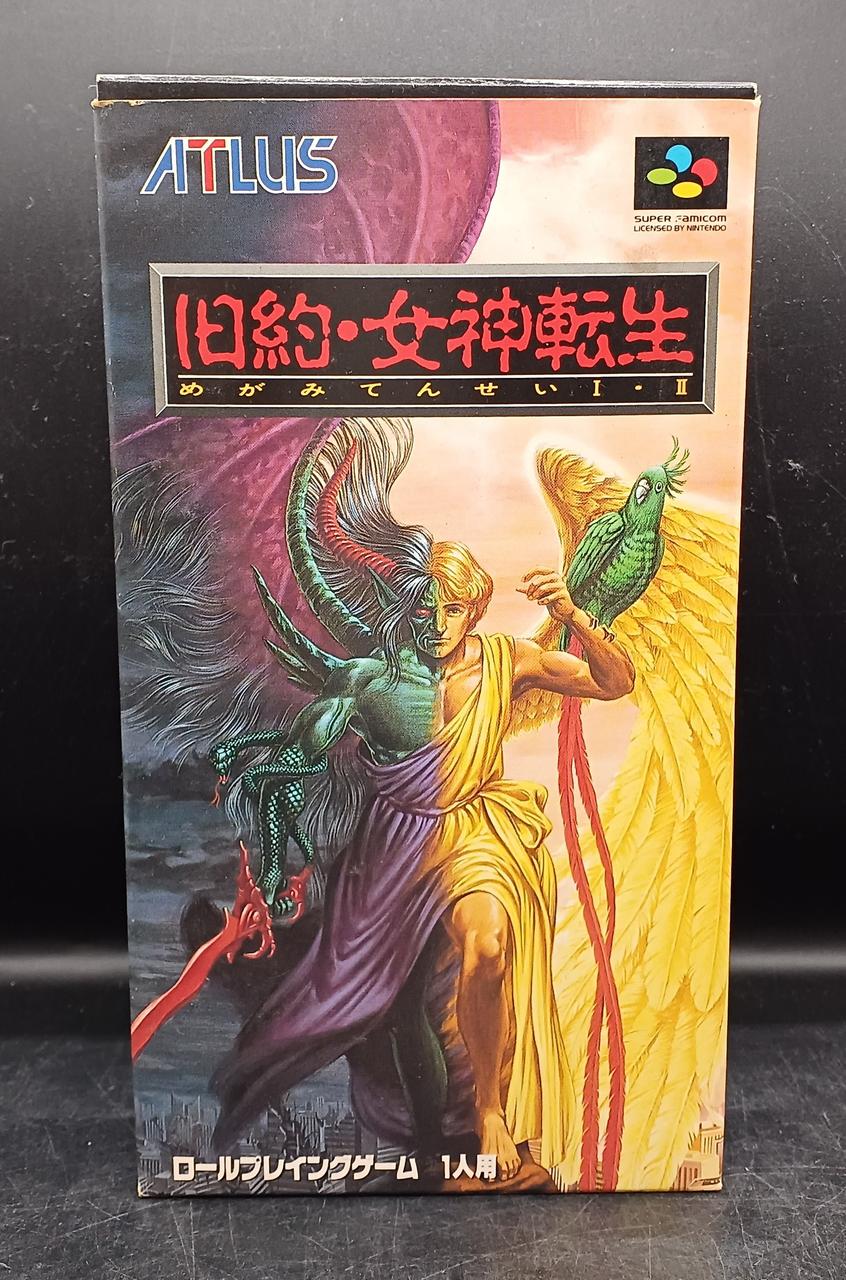 ATLUS
SUPER Famicom
LICENSED BY NINTENDO
旧約・女神転生
めがみてんせいI・II
ロールプレイングゲーム 1人用